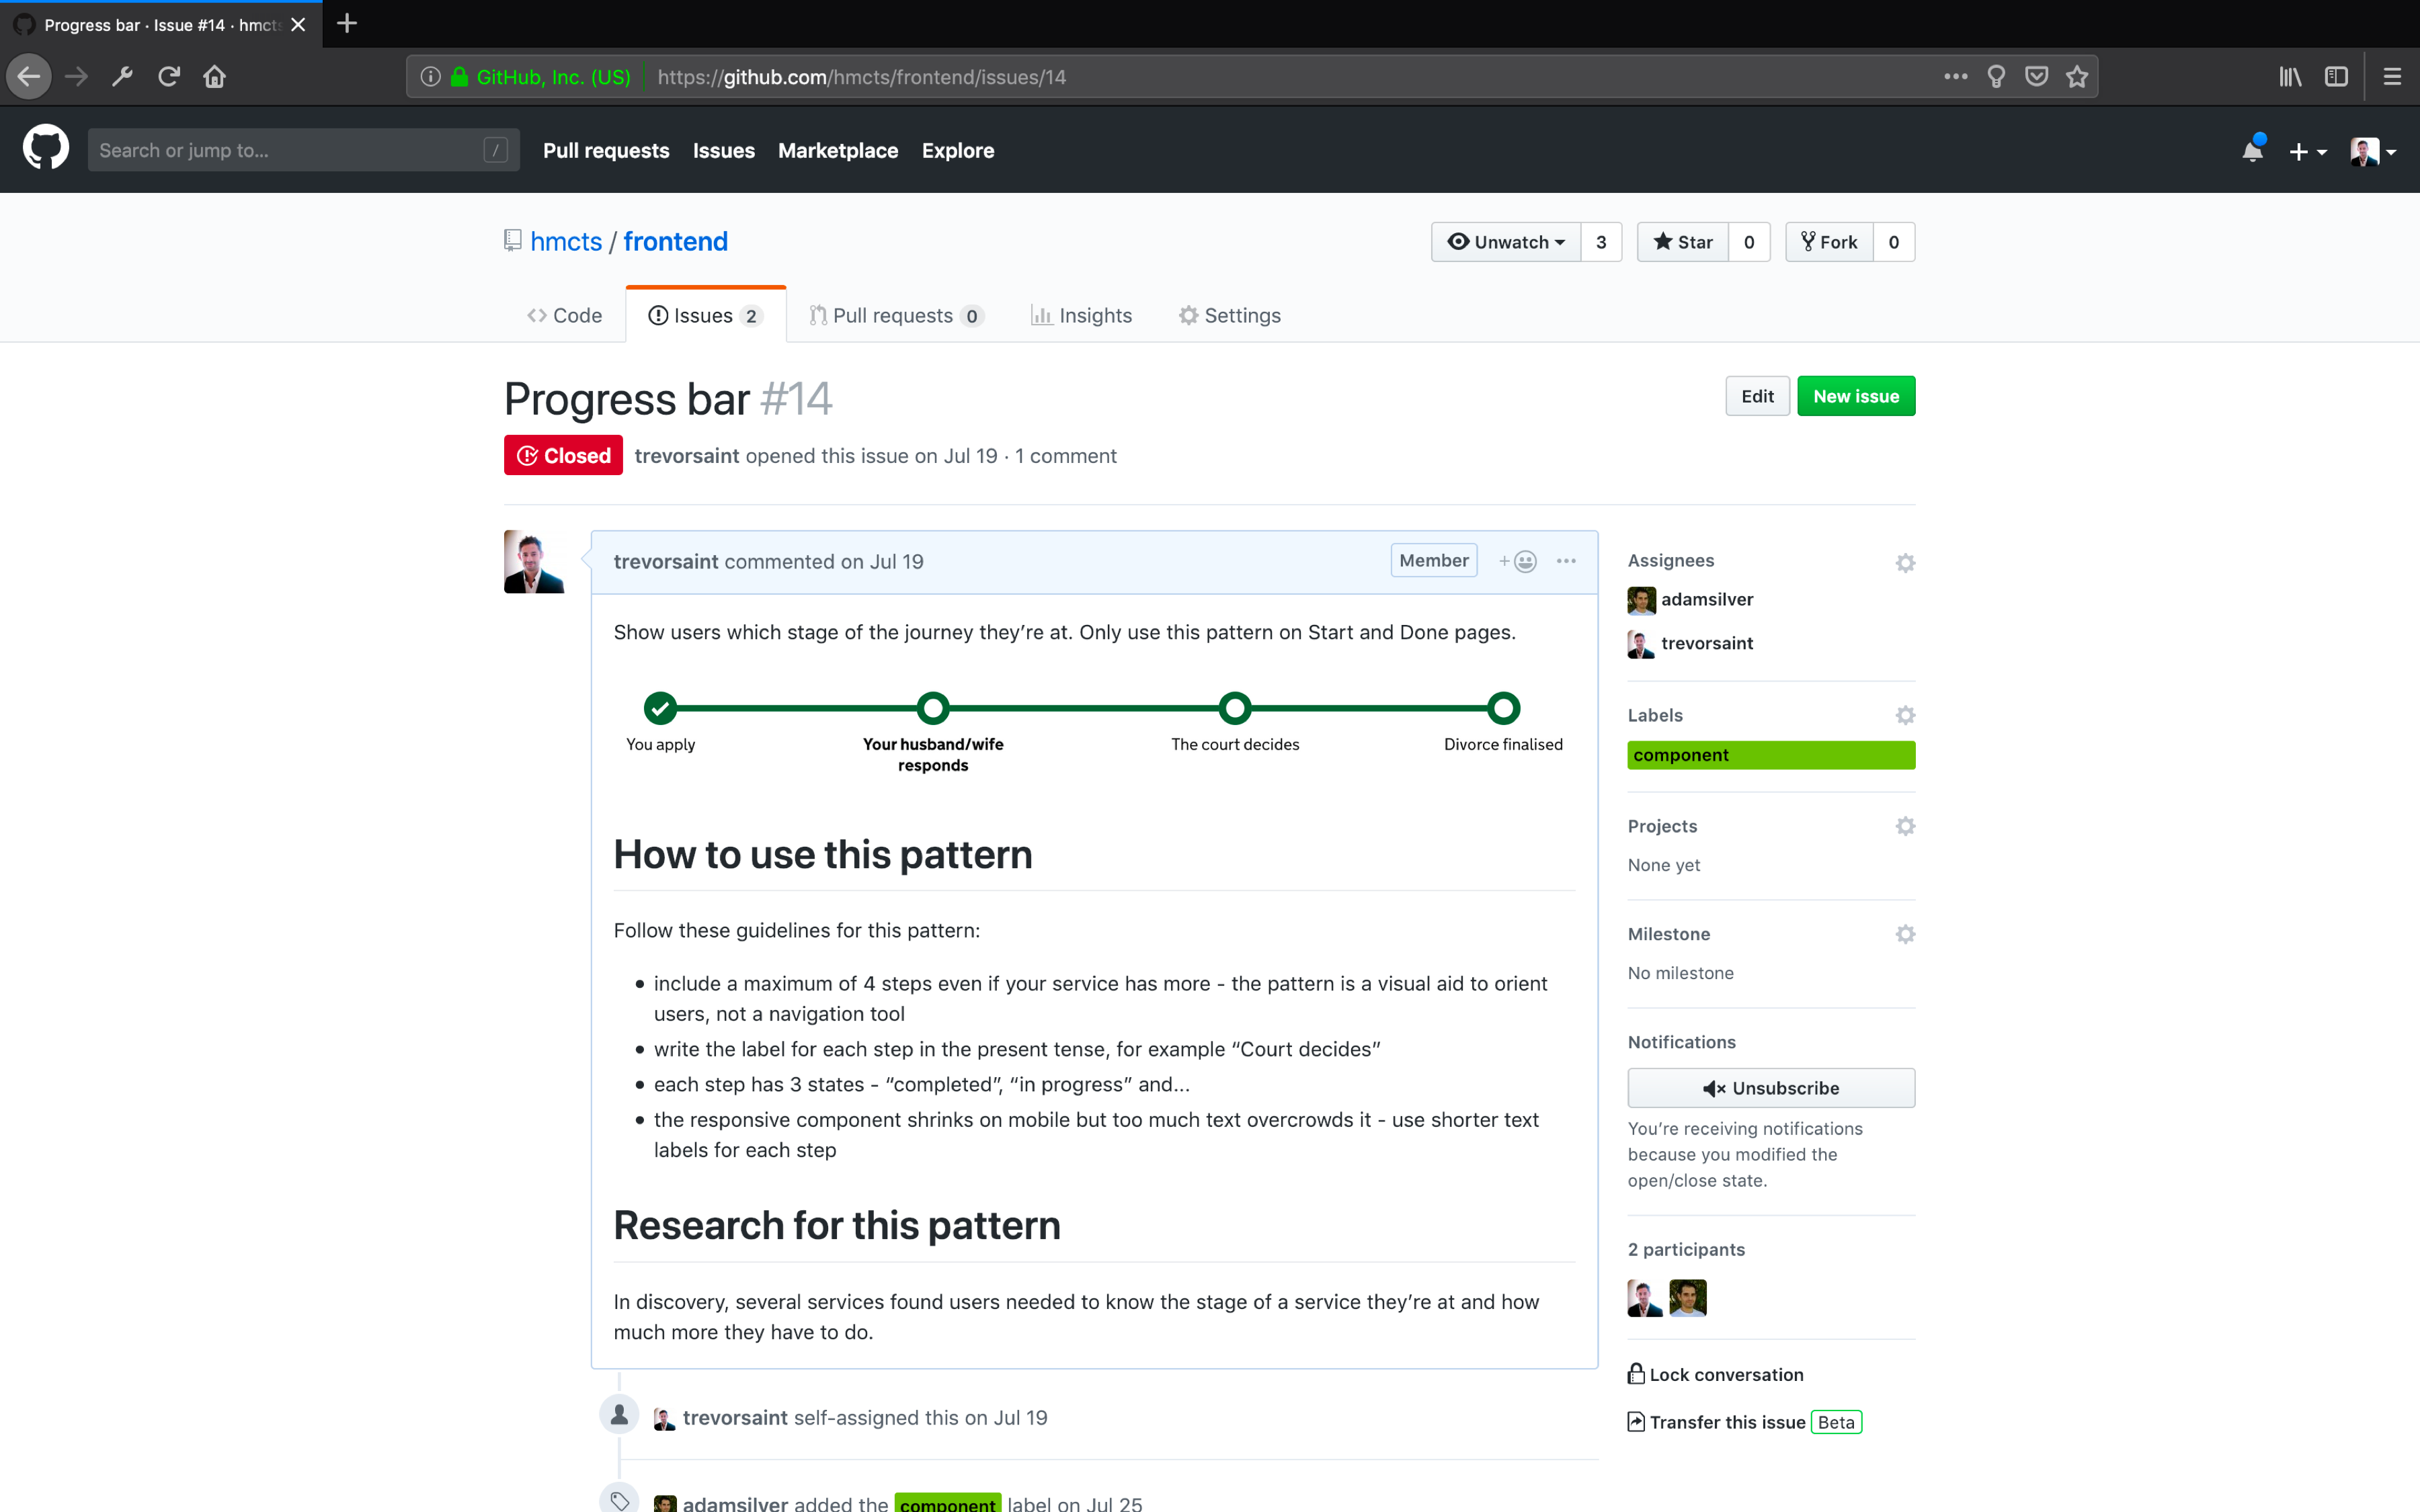 Progress bar · Issue #14 · hmcts
GitHub, Inc. (US) https://github.com/hmcts/frontend/issues/14
Search or jump to... / Pull requests Issues Marketplace Explore
hmcts / frontend
Unwatch 3 Star 0 Fork 0
Code Issues 2 Pull requests 0 Insights Settings
Progress bar #14
Edit New issue
Closed trevorsaint opened this issue on Jul 19 · 1 comment
trevorsaint commented on Jul 19 Member
Show users which stage of the journey they’re at. Only use this pattern on Start and Done pages.
You apply
Your husband/wife
responds
The court decides
Divorce finalised
How to use this pattern
Follow these guidelines for this pattern:
• include a maximum of 4 steps even if your service has more - the pattern is a visual aid to orient
users, not a navigation tool
• write the label for each step in the present tense, for example “Court decides”
• each step has 3 states - “completed”, “in progress” and...
• the responsive component shrinks on mobile but too much text overcrowds it - use shorter text
labels for each step
Research for this pattern
In discovery, several services found users needed to know the stage of a service they’re at and how
much more they have to do.
trevorsaint self-assigned this on Jul 19
adamsilver added the component label on Jul 25
Assignees
adamsilver
trevorsaint
Labels
component
Projects
None yet
Milestone
No milestone
Notifications
Unsubscribe
You’re receiving notifications
because you modified the
open/close state.
2 participants
Lock conversation
Transfer this issue Beta